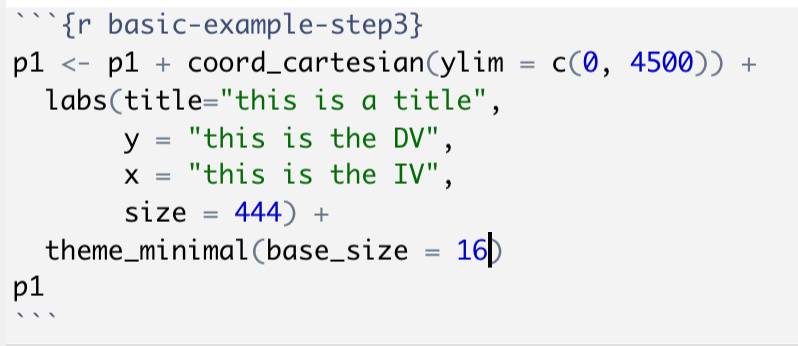 ```{r basic-example-step3}
p1 <- p1 + coord_cartesian(ylim = c(0, 4500)) +
  labs(title="this is a title",
       y = "this is the DV",
       x = "this is the IV",
       size = 444) +
  theme_minimal(base_size = 16)
p1
```